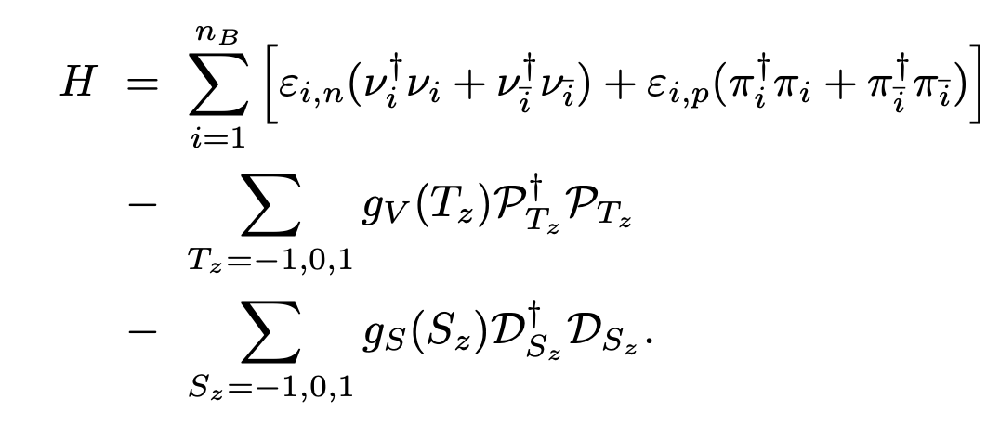 H = \sum_{i=1}^{n_B} \left[ \varepsilon_{i,n} (\nu_i^\dagger \nu_i + \nu_{\bar{i}}^\dagger \nu_{\bar{i}}) + \varepsilon_{i,p} (\pi_i^\dagger \pi_i + \pi_{\bar{i}}^\dagger \pi_{\bar{i}}) \right]
- \sum_{T_z=-1,0,1} g_V(T_z) \mathcal{P}_{T_z}^\dagger \mathcal{P}_{T_z}
- \sum_{S_z=-1,0,1} g_S(S_z) \mathcal{D}_{S_z}^\dagger \mathcal{D}_{S_z}.